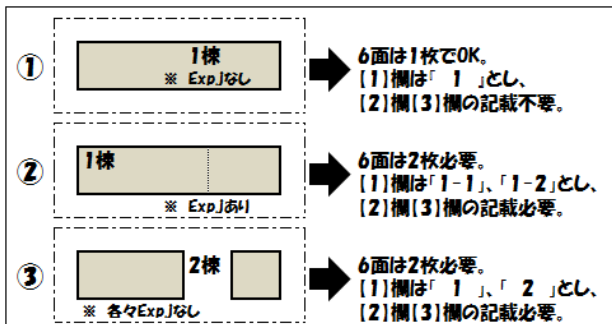 ①
1棟
※ Exp.Jなし
6面は1枚でOK。
【1】欄は「 1 」とし、
【2】欄【3】欄の記載不要。
②
1棟
※ Exp.Jあり
6面は2枚必要。
【1】欄は「1-1」、「1-2」とし、
【2】欄【3】欄の記載必要。
③
2棟
※ 各々Exp.Jなし
6面は2枚必要。
【1】欄は「 1 」、「 2 」とし、
【2】欄【3】欄の記載必要。